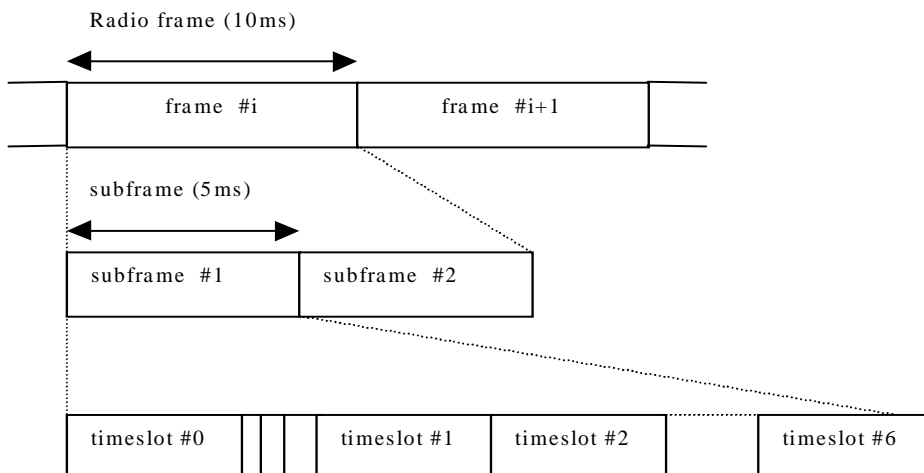 Radio frame (10ms)
frame #i frame #i+1
subframe (5ms)
subframe #1 subframe #2
timeslot #0 timeslot #1 timeslot #2 timeslot #6